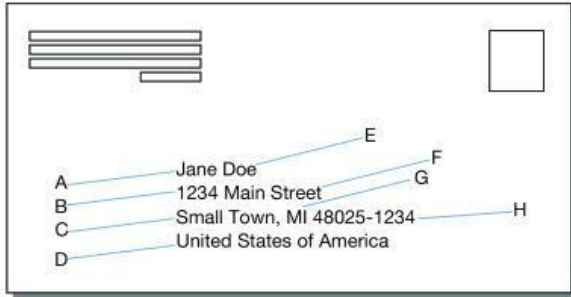 E
F
Jane Doe
A
G
1234 Main Street
B
H
Small Town, MI 48025-1234
C
United States of America
D